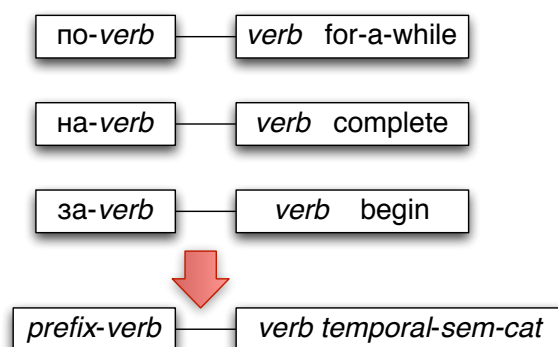 по-verb verb for-a-while
на-verb verb complete
за-verb verb begin
prefix-verb verb temporal-sem-cat